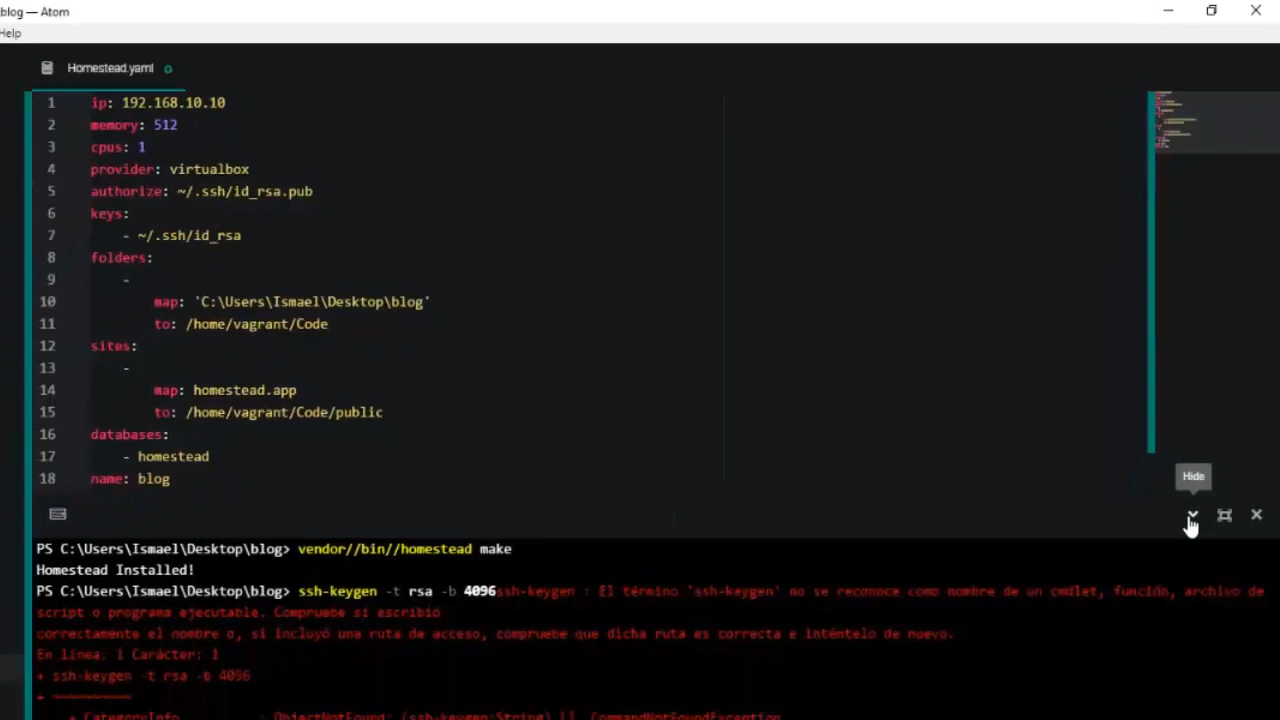 blog — Atom
Help
Homestead.yaml
1 ip: 192.168.10.10
2 memory: 512
3 cpus: 1
4 provider: virtualbox
5 authorize: ~/.ssh/id_rsa.pub
6 keys:
7 - ~/.ssh/id_rsa
8 folders:
9 -
10 map: 'C:\Users\Ismael\Desktop\blog'
11 to: /home/vagrant/Code
12 sites:
13 -
14 map: homestead.app
15 to: /home/vagrant/Code/public
16 databases:
17 - homestead
18 name: blog
Hide
PS C:\Users\Ismael\Desktop\blog> vendor//bin//homestead make
Homestead Installed!
PS C:\Users\Ismael\Desktop\blog> ssh-keygen -t rsa -b 4096ssh-keygen : El término 'ssh-keygen' no se reconoce como nombre de un cmdlet, función, archivo de
script o programa ejecutable. Compruebe si escribió
correctamente el nombre o, si incluyó una ruta de acceso, compruebe que dicha ruta es correcta e inténtelo de nuevo.
En línea: 1 Carácter: 1
+ ssh-keygen -t rsa -b 4096
+ ~~~~~~~~~~
+ CategoryInfo : ObjectNotFound: (ssh-keygen:String) [], CommandNotFoundException